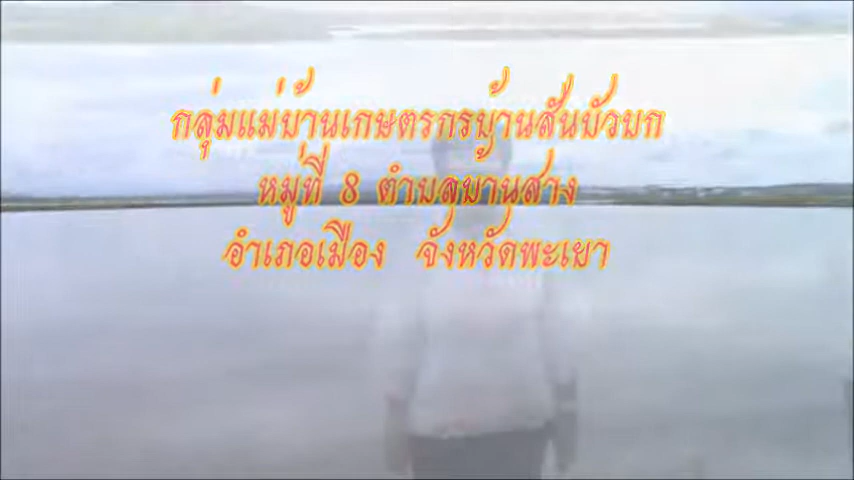 กลุ่มแม่บ้านเกษตรกรบ้านสันบัวบก
หมู่ที่ 8 ตำบลบ้านสาง
อำเภอเมือง จังหวัดพะเยา